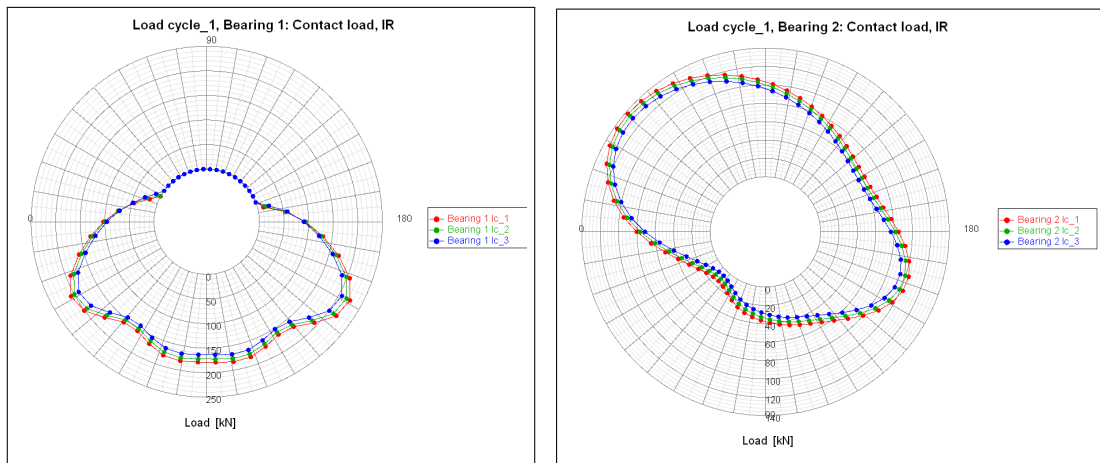 Load cycle_1, Bearing 1: Contact load, IR
90
0
180
0
50
100
150
200
250
Load [kN]
Bearing 1 lc_1
Bearing 1 lc_2
Bearing 1 lc_3
Load cycle_1, Bearing 2: Contact load, IR
0
180
0
20
40
60
80
100
120
90
140
Load [kN]
Bearing 2 lc_1
Bearing 2 lc_2
Bearing 2 lc_3